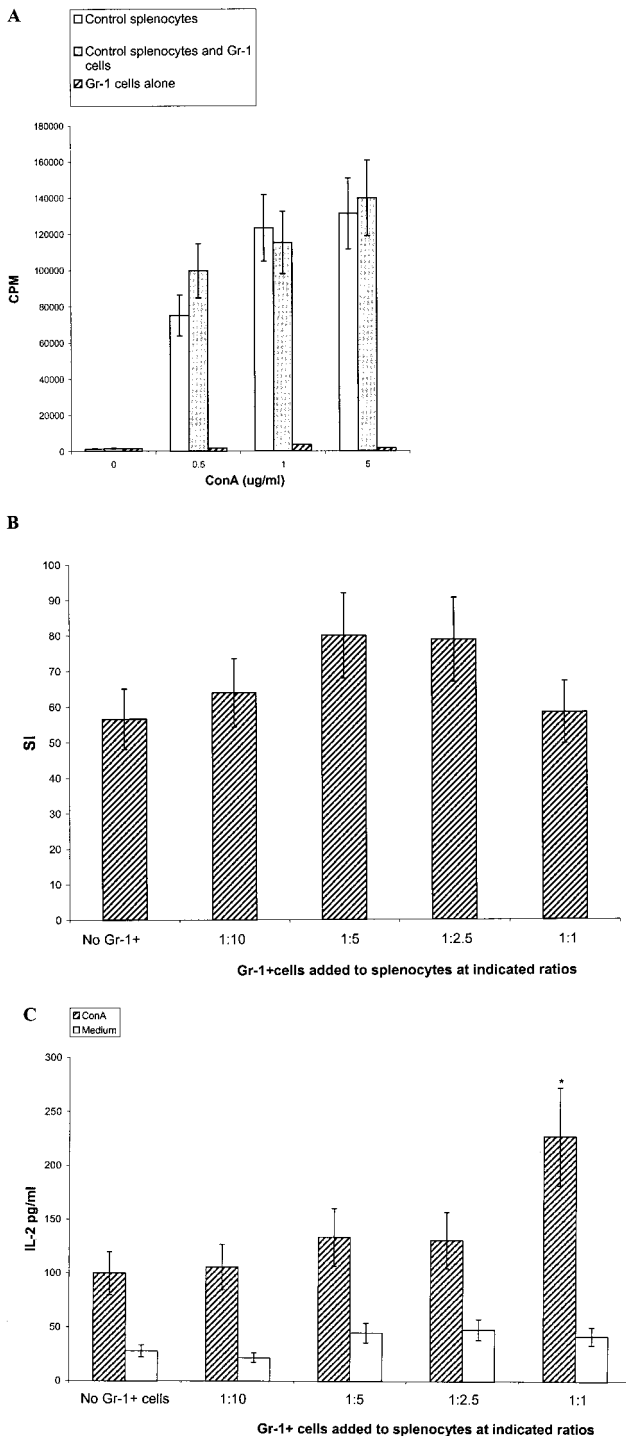 A
Control splenocytes
Control splenocytes and Gr-1
cells
Gr-1 cells alone
180000
160000
140000
120000
100000
80000
60000
40000
20000
0
CPM
0
0.5
1
5
ConA (ug/ml)
B
100
90
80
70
60
50
40
30
20
10
0
SI
No Gr-1+
1:10
1:5
1:2.5
1:1
Gr-1+cells added to splenocytes at indicated ratios
C
ConA
Medium
300
250
200
150
100
50
0
IL-2 pg/ml
*
No Gr-1+ cells
1:10
1:5
1:2.5
1:1
Gr-1+ cells added to splenocytes at indicated ratios